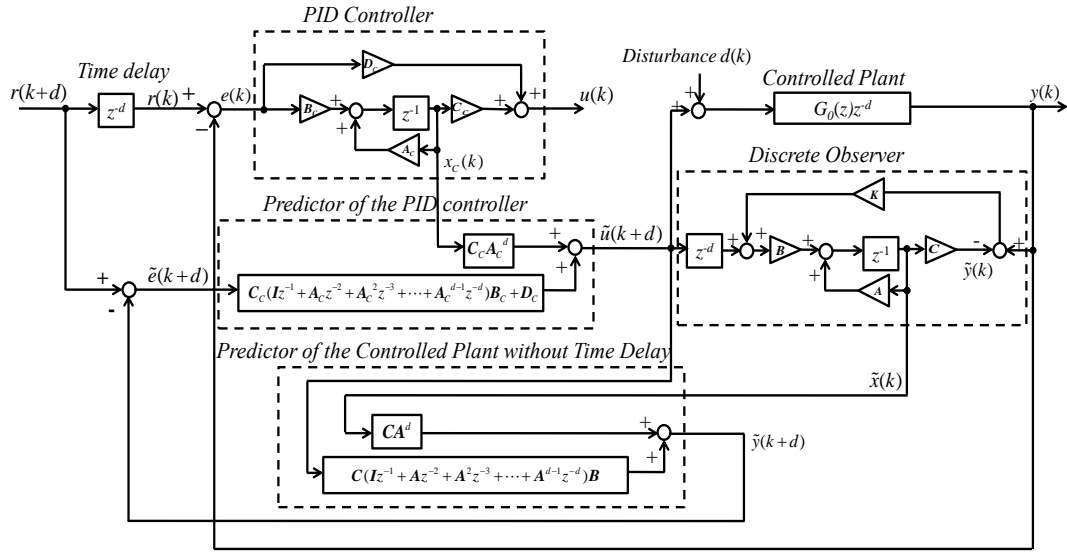 PID Controller
Time delay
r(k+d)
z^{-d}
r(k)
+
−
e(k)
D_C
B_C
+
+
z^{-1}
A_C
C_C
+
+
u(k)
x_C(k)
Disturbance d(k)
+
+
Controlled Plant
G_0(z)z^{-d}
y(k)
Discrete Observer
K
z^{-d}
+
+
B
+
+
z^{-1}
A
C
-
+
ỹ(k)
x̃(k)
Predictor of the PID controller
C_C A_C^d
+
+
ũ(k+d)
+
-
ẽ(k+d)
C_C(Iz^{-1} + A_C z^{-2} + A_C^2 z^{-3} + ⋯ + A_C^{d-1} z^{-d})B_C + D_C
Predictor of the Controlled Plant without Time Delay
CA^d
+
+
ỹ(k+d)
C(Iz^{-1} + Az^{-2} + A^2 z^{-3} + ⋯ + A^{d-1} z^{-d})B